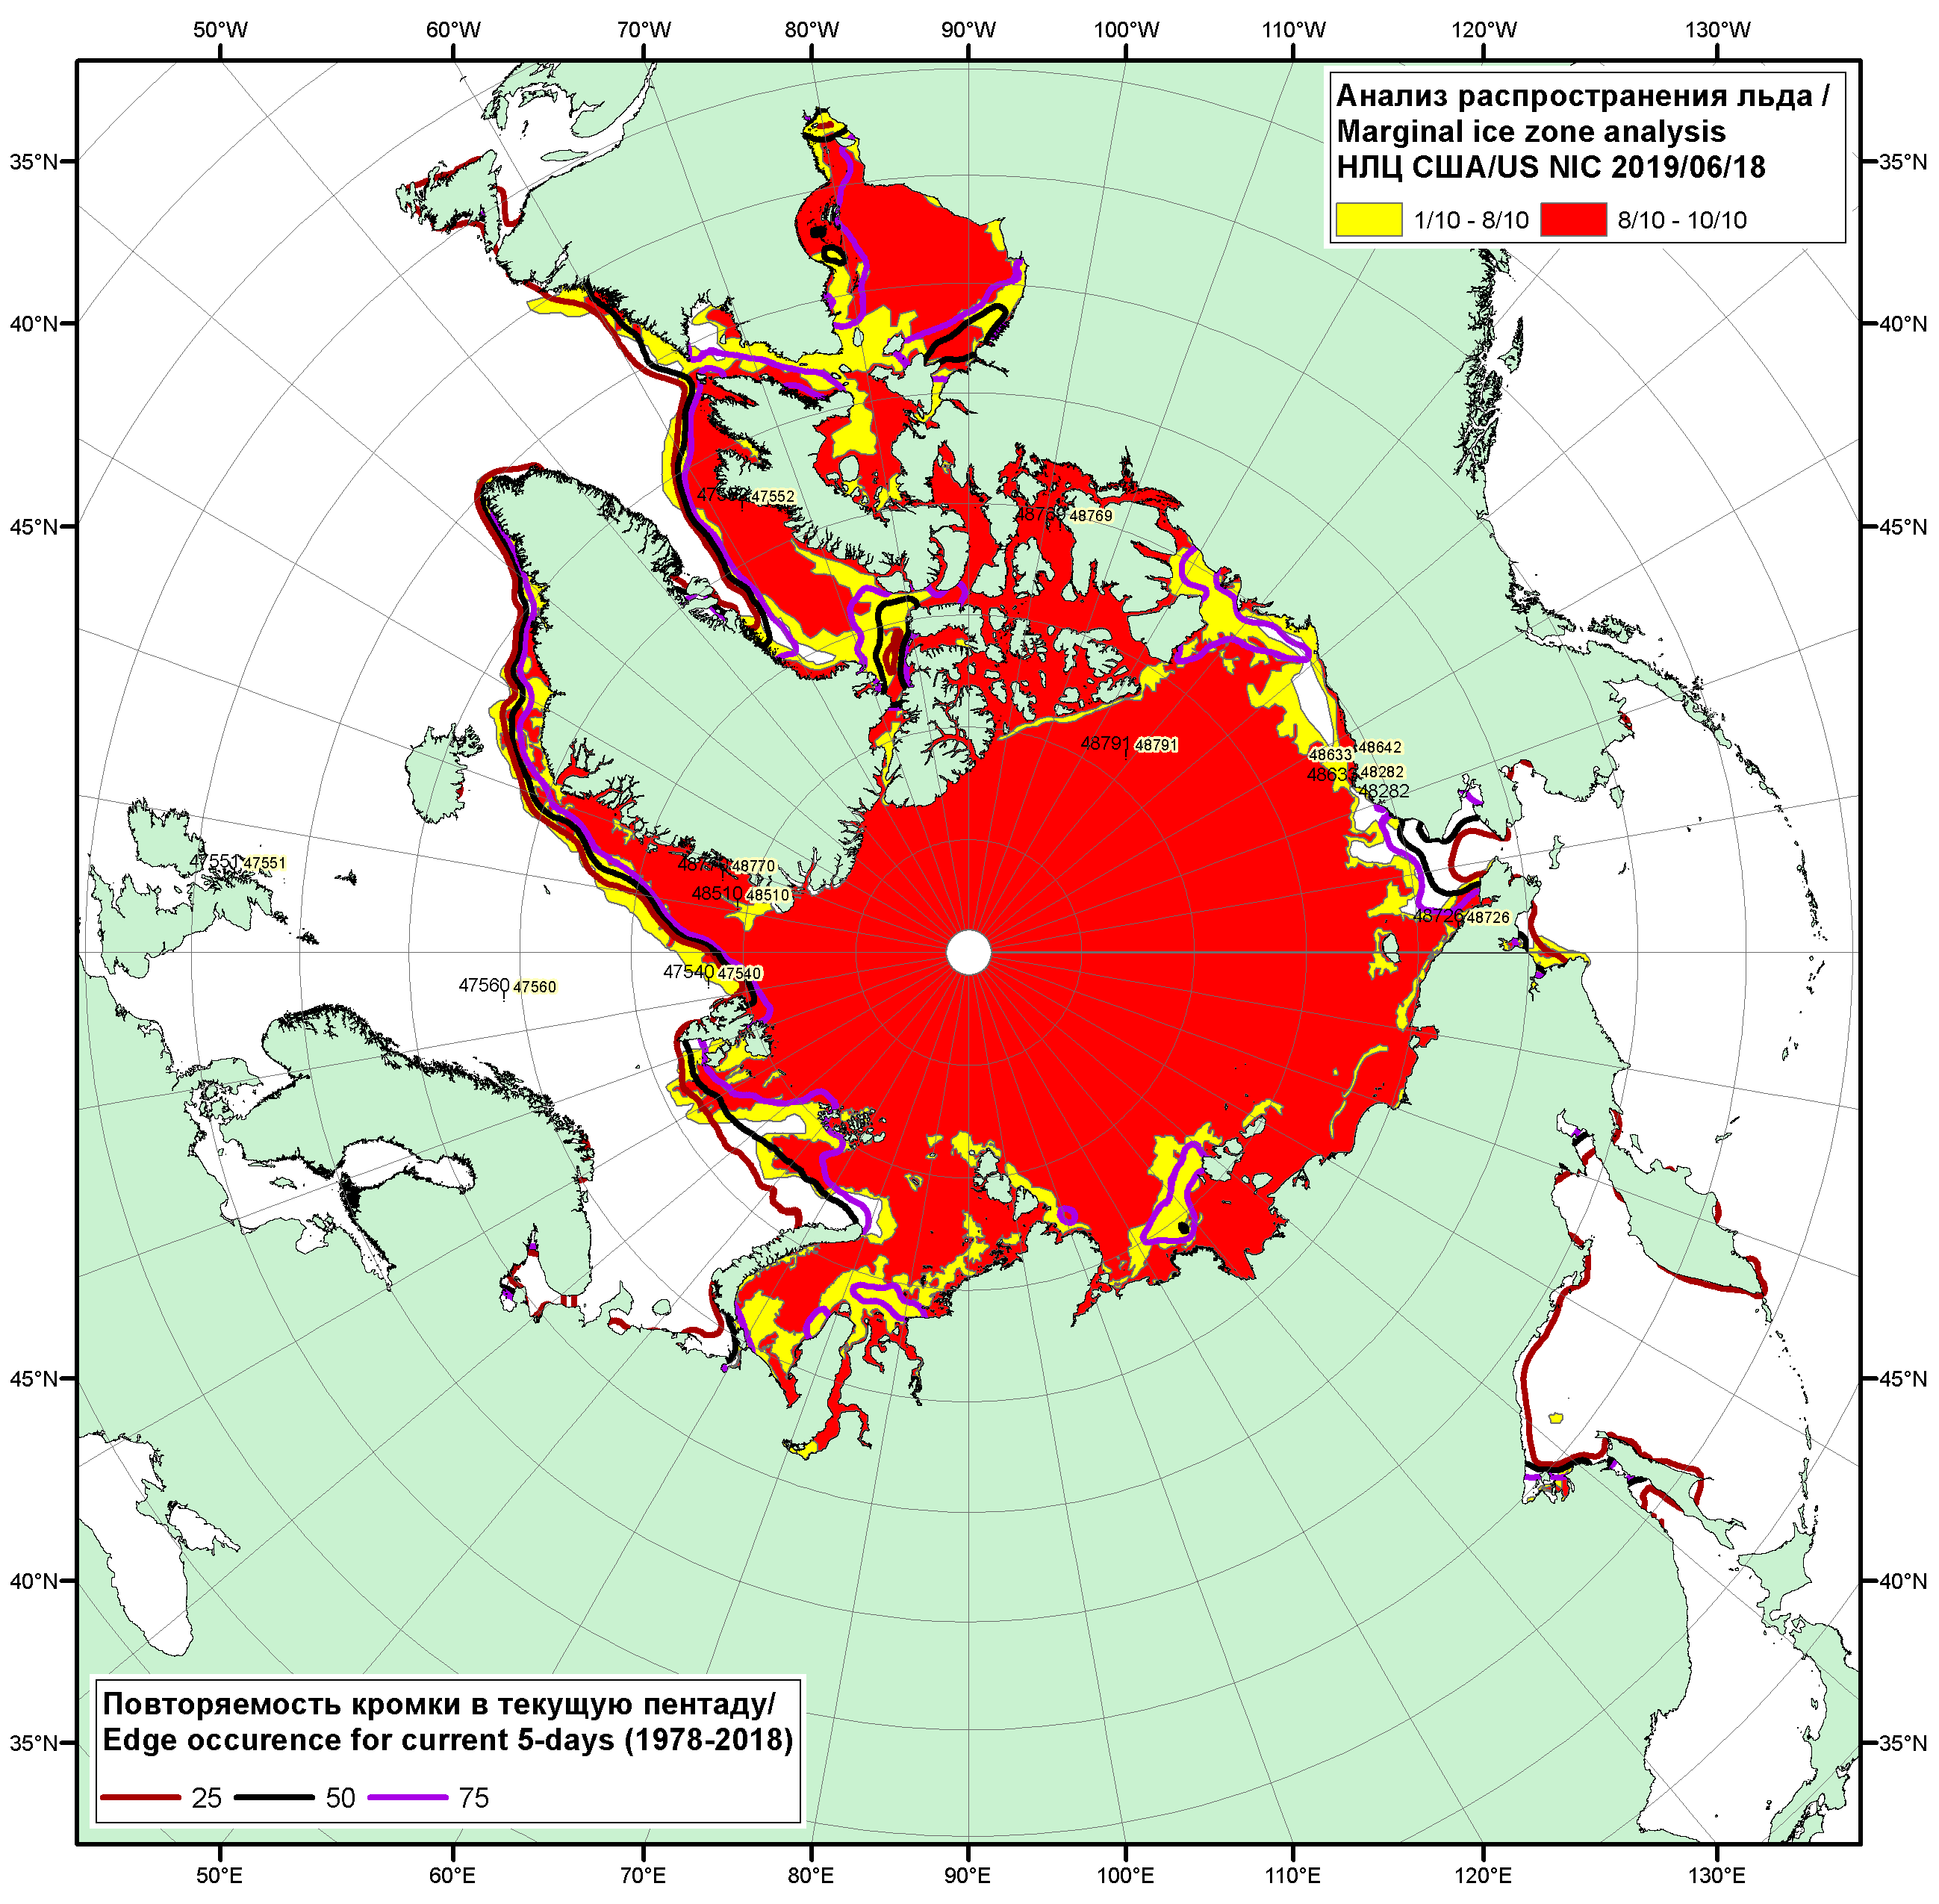 50°W 60°W 70°W 80°W 90°W 100°W 110°W 120°W 130°W
Анализ распространения льда /
Marginal ice zone analysis
НЛЦ США/US NIC 2019/06/18
1/10 - 8/10 8/10 - 10/10
35°N 35°N
40°N 40°N
45°N 45°N
47552
48769 48769
48791 48791
48642
48633
48282
48282
47551 47551
48770
48510 48510
48726 48726
47540 47540
47560 47560
45°N 45°N
40°N 40°N
35°N 35°N
Повторяемость кромки в текущую пентаду/
Edge occurence for current 5-days (1978-2018)
25 50 75
50°E 60°E 70°E 80°E 90°E 100°E 110°E 120°E 130°E